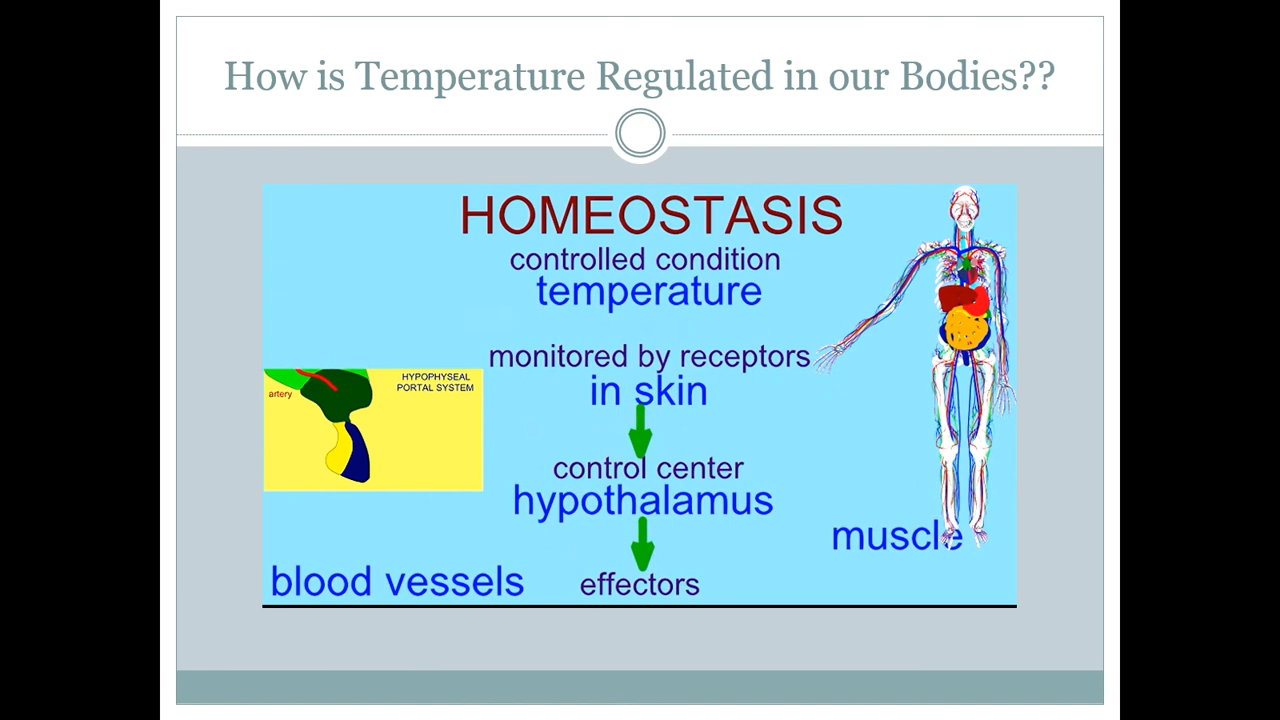 How is Temperature Regulated in our Bodies??
HOMEOSTASIS
controlled condition
temperature
monitored by receptors
in skin
HYPOPHYSEAL
PORTAL SYSTEM
artery
control center
hypothalamus
muscle
blood vessels
effectors